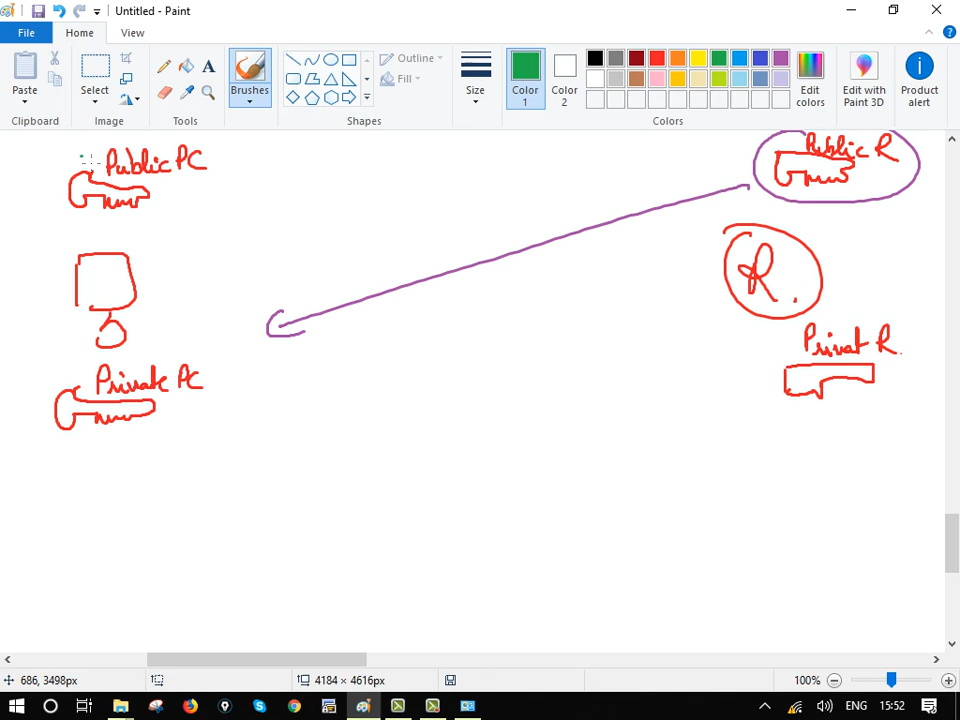 Untitled - Paint
File
Home
View
Paste
Select
Brushes
Outline
Fill
Size
Color 1
Color 2
Edit colors
Edit with Paint 3D
Product alert
Clipboard
Image
Tools
Shapes
Colors
Public PC
Public R
R.
Privat R.
Private PC
686, 3498px
4184 × 4616px
100%
ENG
15:52